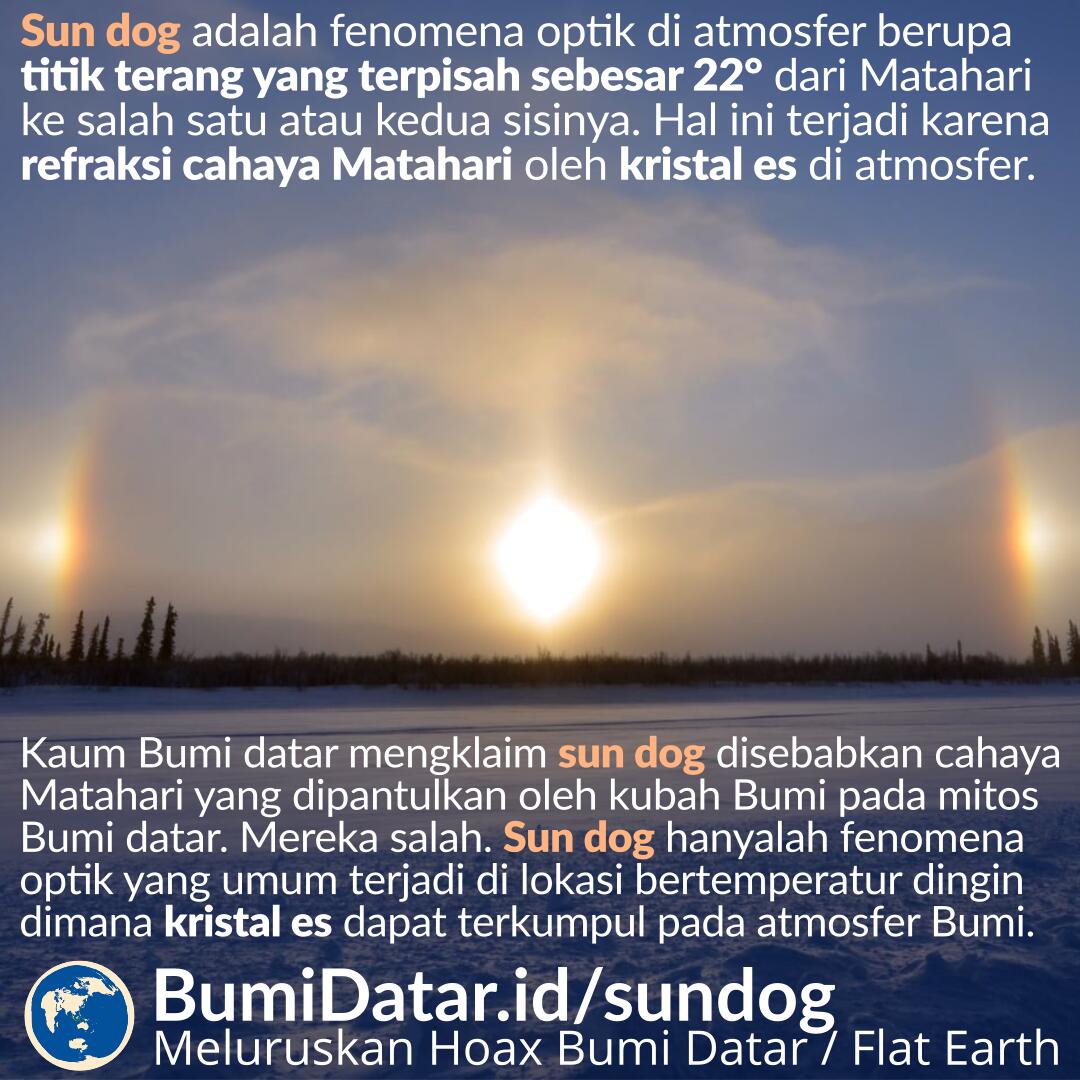 Sun dog adalah fenomena optik di atmosfer berupa
titik terang yang terpisah sebesar 22° dari Matahari
ke salah satu atau kedua sisinya. Hal ini terjadi karena
refraksi cahaya Matahari oleh kristal es di atmosfer.
Kaum Bumi datar mengklaim sun dog disebabkan cahaya
Matahari yang dipantulkan oleh kubah Bumi pada mitos
Bumi datar. Mereka salah. Sun dog hanyalah fenomena
optik yang umum terjadi di lokasi bertemperatur dingin
dimana kristal es dapat terkumpul pada atmosfer Bumi.
BumiDatar.id/sundog
Meluruskan Hoax Bumi Datar / Flat Earth